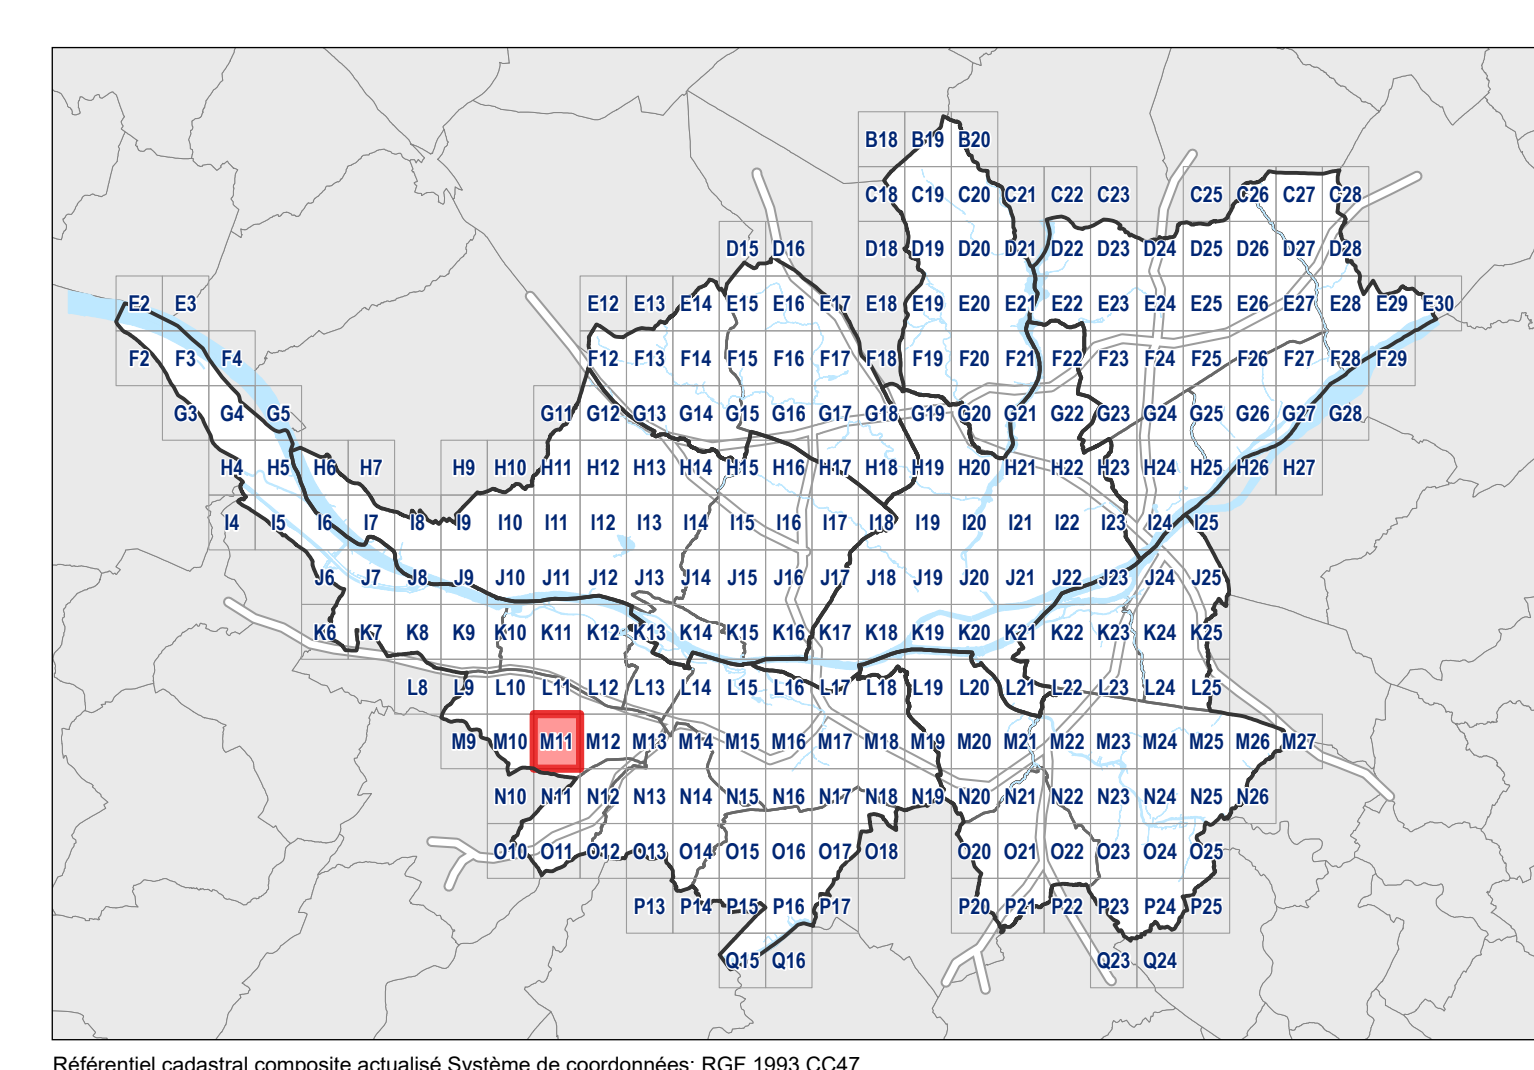 B18 B19 B20
C18 C19 C20 C21 C22 C23 C25 C26 C27 C28
D15 D16 D18 D19 D20 D21 D22 D23 D24 D25 D26 D27 D28
E2 E3 E12 E13 E14 E15 E16 E17 E18 E19 E20 E21 E22 E23 E24 E25 E26 E27 E28 E29 E30
F2 F3 F4 F12 F13 F14 F15 F16 F17 F18 F19 F20 F21 F22 F23 F24 F25 F26 F27 F28 F29
G3 G4 G5 G11 G12 G13 G14 G15 G16 G17 G18 G19 G20 G21 G22 G23 G24 G25 G26 G27 G28
H4 H5 H6 H7 H9 H10 H11 H12 H13 H14 H15 H16 H17 H18 H19 H20 H21 H22 H23 H24 H25 H26 H27
I4 I5 I6 I7 I8 I9 I10 I11 I12 I13 I14 I15 I16 I17 I18 I19 I20 I21 I22 I23 I24 I25
J6 J7 J8 J9 J10 J11 J12 J13 J14 J15 J16 J17 J18 J19 J20 J21 J22 J23 J24 J25
K6 K7 K8 K9 K10 K11 K12 K13 K14 K15 K16 K17 K18 K19 K20 K21 K22 K23 K24 K25
L8 L9 L10 L11 L12 L13 L14 L15 L16 L17 L18 L19 L20 L21 L22 L23 L24 L25
M9 M10 M11 M12 M13 M14 M15 M16 M17 M18 M19 M20 M21 M22 M23 M24 M25 M26 M27
N10 N11 N12 N13 N14 N15 N16 N17 N18 N19 N20 N21 N22 N23 N24 N25 N26
O10 O11 O12 O13 O14 O15 O16 O17 O18 O20 O21 O22 O23 O24 O25
P13 P14 P15 P16 P17 P20 P21 P22 P23 P24 P25
Q15 Q16 Q23 Q24
Référentiel cadastral composite actualisé Système de coordonnées: RGF 1993 CC47